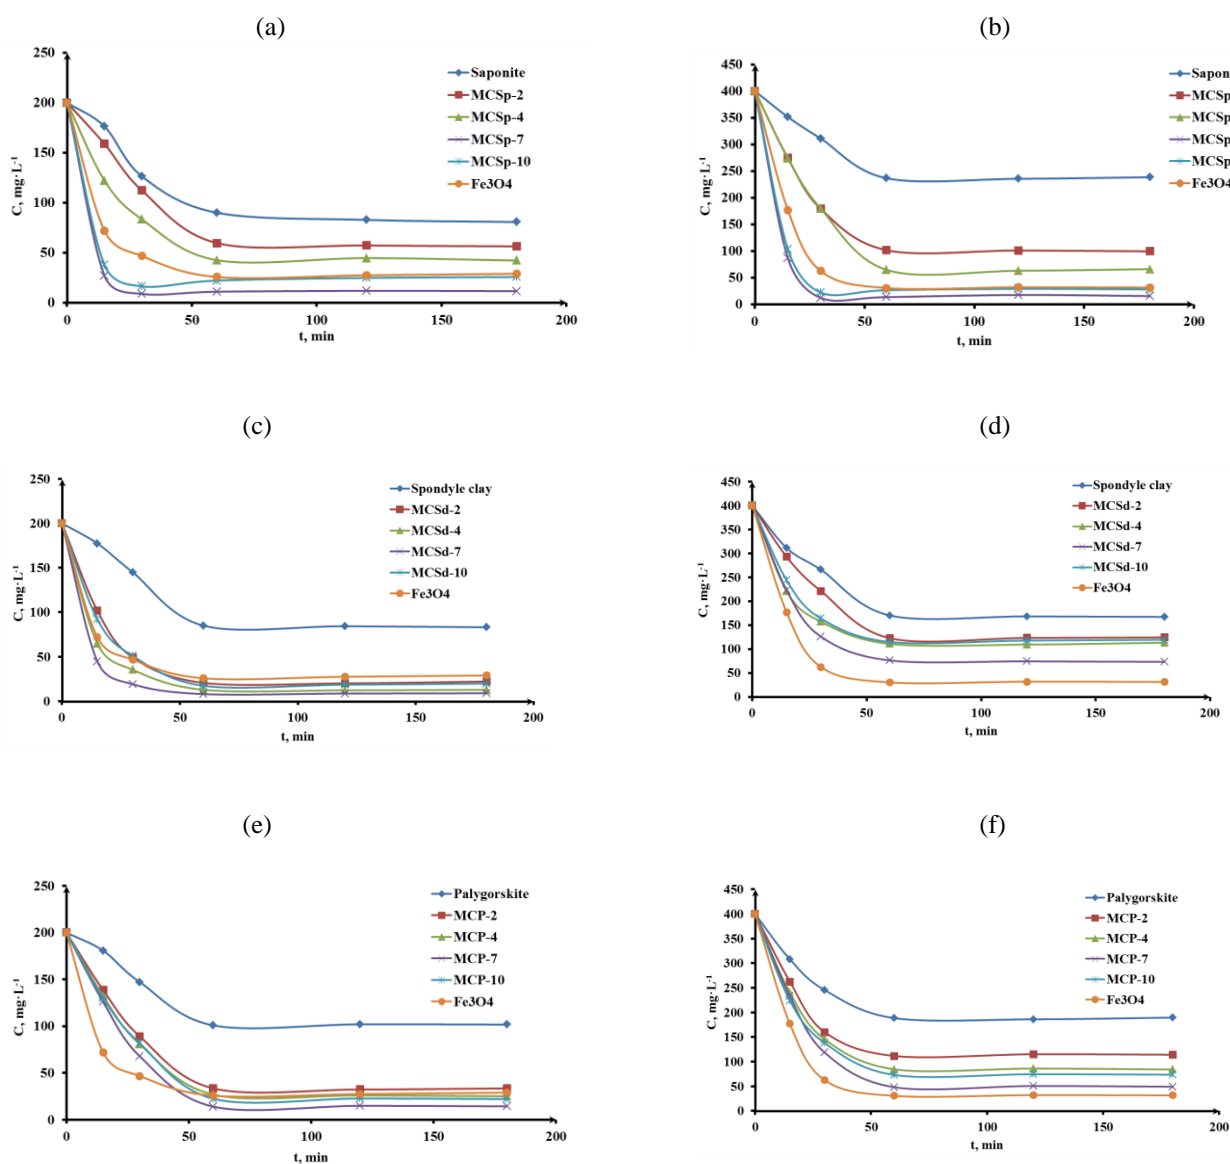 (a)
250
200
150
100
50
0
C, mg·L⁻¹
0 50 100 150 200
t, min
Saponite
MCSp-2
MCSp-4
MCSp-7
MCSp-10
Fe3O4
(b)
450
400
350
300
250
200
150
100
50
0
C, mg·L⁻¹
0 50 100 150 200
t, min
Sapon
MCSp
MCSp
MCSp
MCSp
Fe3O4
(c)
250
200
150
100
50
0
C, mg·L⁻¹
0 50 100 150 200
t, min
Spondyle clay
MCSd-2
MCSd-4
MCSd-7
MCSd-10
Fe3O4
(d)
450
400
350
300
250
200
150
100
50
0
C, mg·L⁻¹
0 50 100 150 200
t, min
Spondyle clay
MCSd-2
MCSd-4
MCSd-7
MCSd-10
Fe3O4
(e)
250
200
150
100
50
0
C, mg·L⁻¹
0 50 100 150 200
t, min
Palygorskite
MCP-2
MCP-4
MCP-7
MCP-10
Fe3O4
(f)
450
400
350
300
250
200
150
100
50
0
C, mg·L⁻¹
0 50 100 150 200
t, min
Palygorskite
MCP-2
MCP-4
MCP-7
MCP-10
Fe3O4